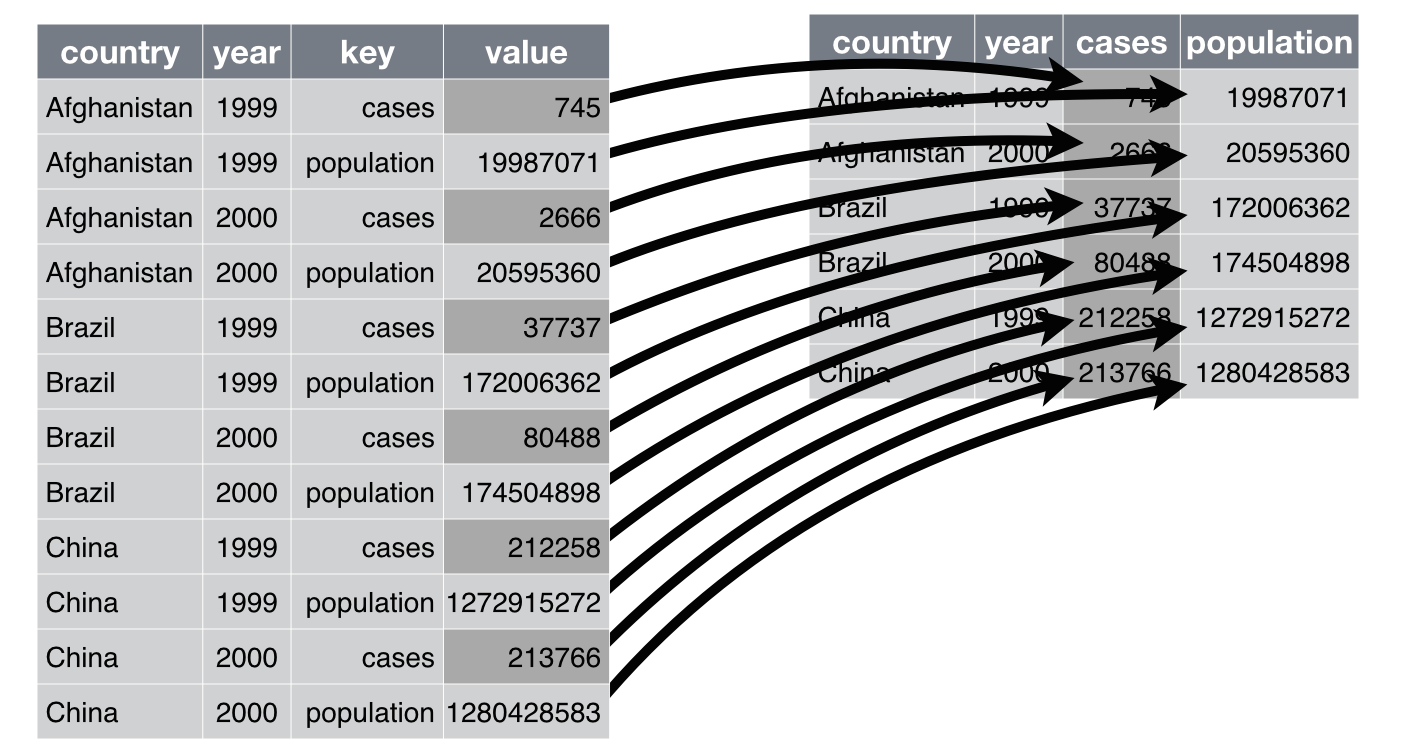 country year key value
Afghanistan 1999 cases 745
Afghanistan 1999 population 19987071
Afghanistan 2000 cases 2666
Afghanistan 2000 population 20595360
Brazil 1999 cases 37737
Brazil 1999 population 172006362
Brazil 2000 cases 80488
Brazil 2000 population 174504898
China 1999 cases 212258
China 1999 population 1272915272
China 2000 cases 213766
China 2000 population 1280428583
country year cases population
Afghanistan 1999 745 19987071
Afghanistan 2000 2666 20595360
Brazil 1999 37737 172006362
Brazil 2000 80488 174504898
China 1999 212258 1272915272
China 2000 213766 1280428583